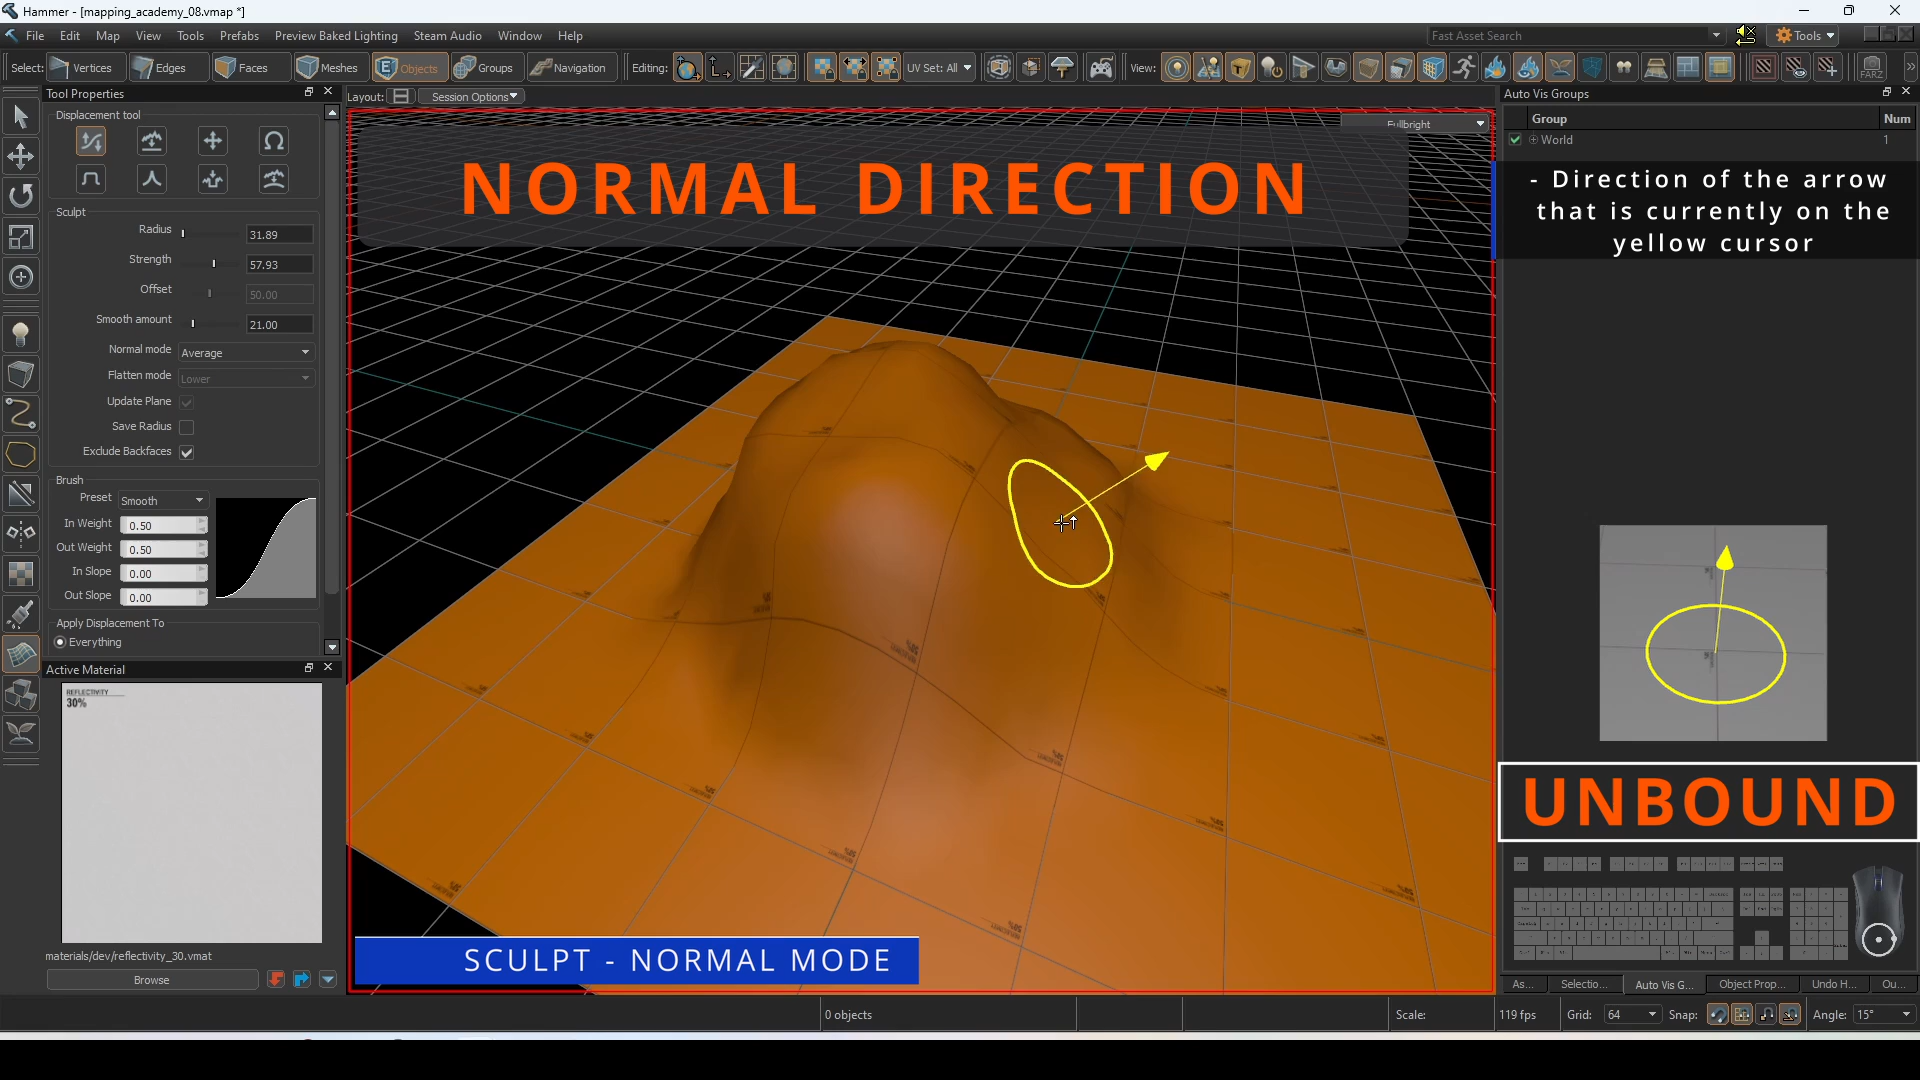 Hammer - [mapping_academy_08.vmap *]
File Edit Map View Tools Prefabs Preview Baked Lighting Steam Audio Window Help
Fast Asset Search
Tools
Select: Vertices Edges Faces Meshes Objects Groups Navigation Editing: UV Set: All View: FARZ
Tool Properties
Layout: Session Options
Auto Vis Groups
Displacement tool
Fullbright
Group Num
World 1
NORMAL DIRECTION
- Direction of the arrow
that is currently on the
yellow cursor
Sculpt
Radius 31.89
Strength 57.93
Offset 50.00
Smooth amount 21.00
Normal mode Average
Flatten mode Lower
Update Plane
Save Radius
Exclude Backfaces
Brush
Preset Smooth
In Weight 0.50
Out Weight 0.50
In Slope 0.00
Out Slope 0.00
Apply Displacement To
Everything
Active Material
REFLECTIVITY
30%
materials/dev/reflectivity_30.vmat
Browse
UNBOUND
SCULPT - NORMAL MODE
As... Selectio... Auto Vis G... Object Prop... Undo H... Ou...
0 objects Scale: 119 fps Grid: 64 Snap: Angle: 15°